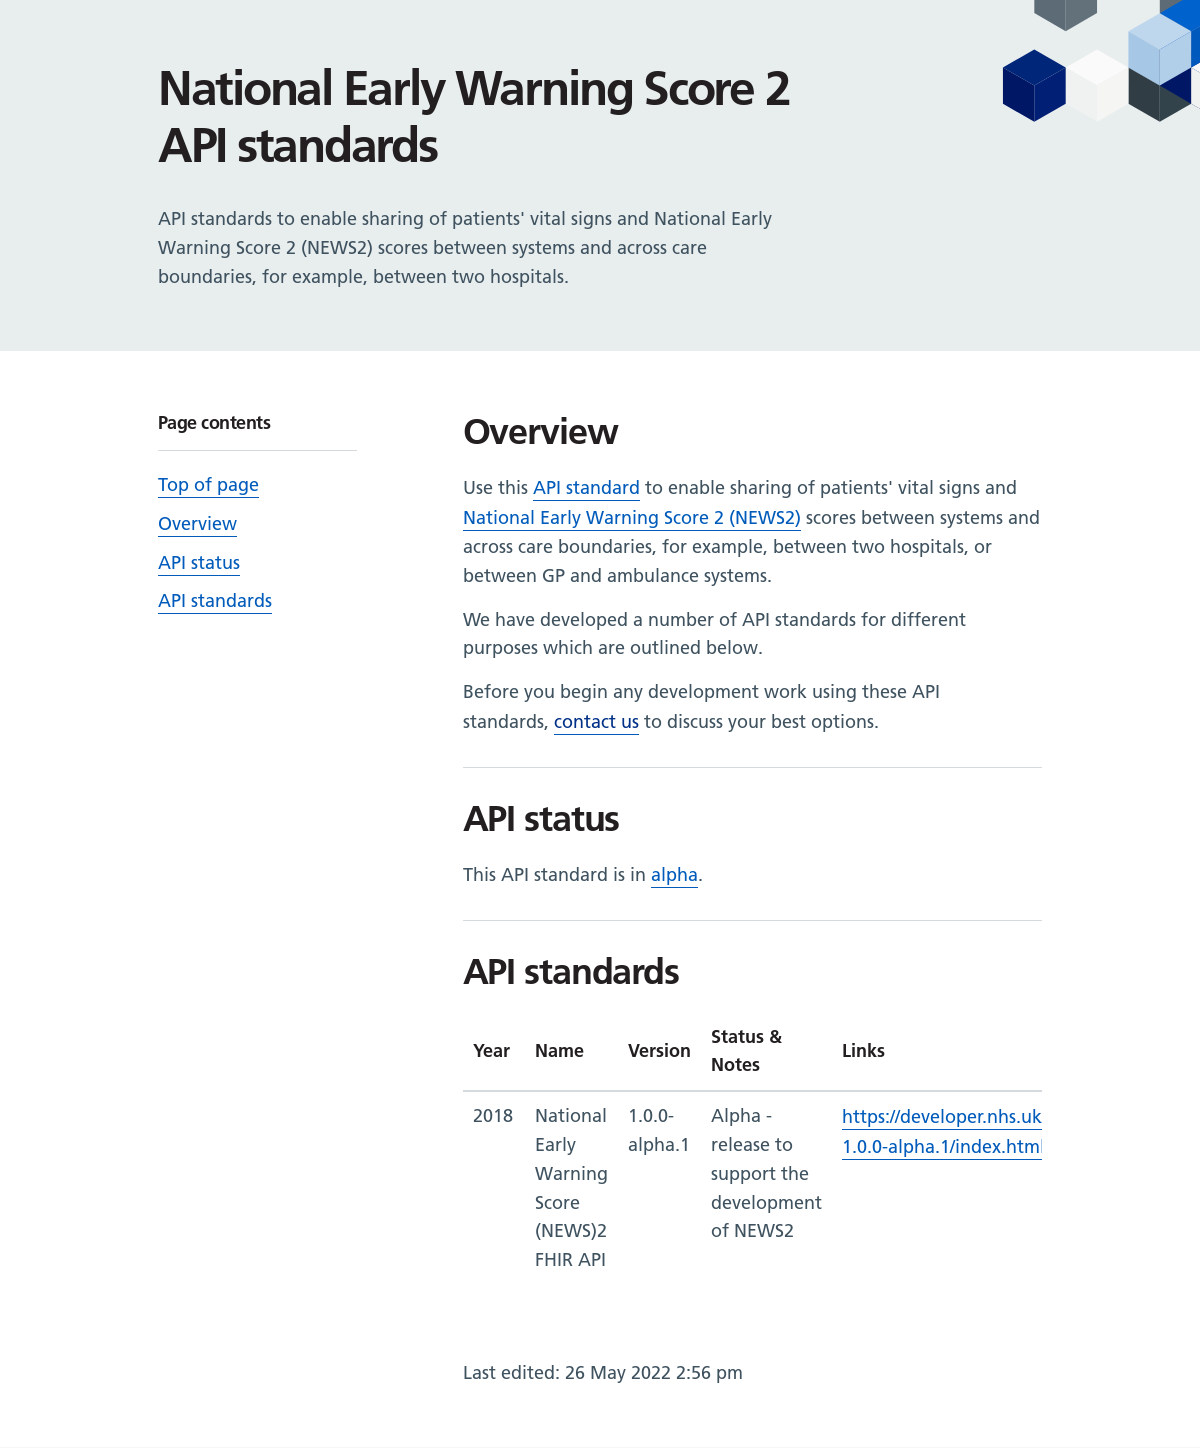 National Early Warning Score 2
API standards
API standards to enable sharing of patients' vital signs and National Early
Warning Score 2 (NEWS2) scores between systems and across care
boundaries, for example, between two hospitals.
Page contents
Top of page
Overview
API status
API standards
Overview
Use this API standard to enable sharing of patients' vital signs and
National Early Warning Score 2 (NEWS2) scores between systems and
across care boundaries, for example, between two hospitals, or
between GP and ambulance systems.
We have developed a number of API standards for different
purposes which are outlined below.
Before you begin any development work using these API
standards, contact us to discuss your best options.
API status
This API standard is in alpha.
API standards
Year Name Version Status & Notes Links
2018 National 1.0.0- Alpha - https://developer.nhs.uk
Early alpha.1 release to 1.0.0-alpha.1/index.html
Warning support the
Score development
(NEWS)2 of NEWS2
FHIR API
Last edited: 26 May 2022 2:56 pm